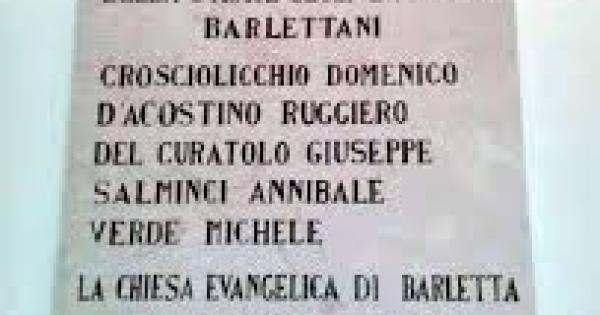 BARLETTANI
CROSCIOLICCHIO DOMENICO
D'ACOSTINO RUGGIERO
DEL CURATOLO GIUSEPPE
SALMINCI ANNIBALE
VERDE MICHELE
LA CHIESA EVANGELICA DI BARLETTA